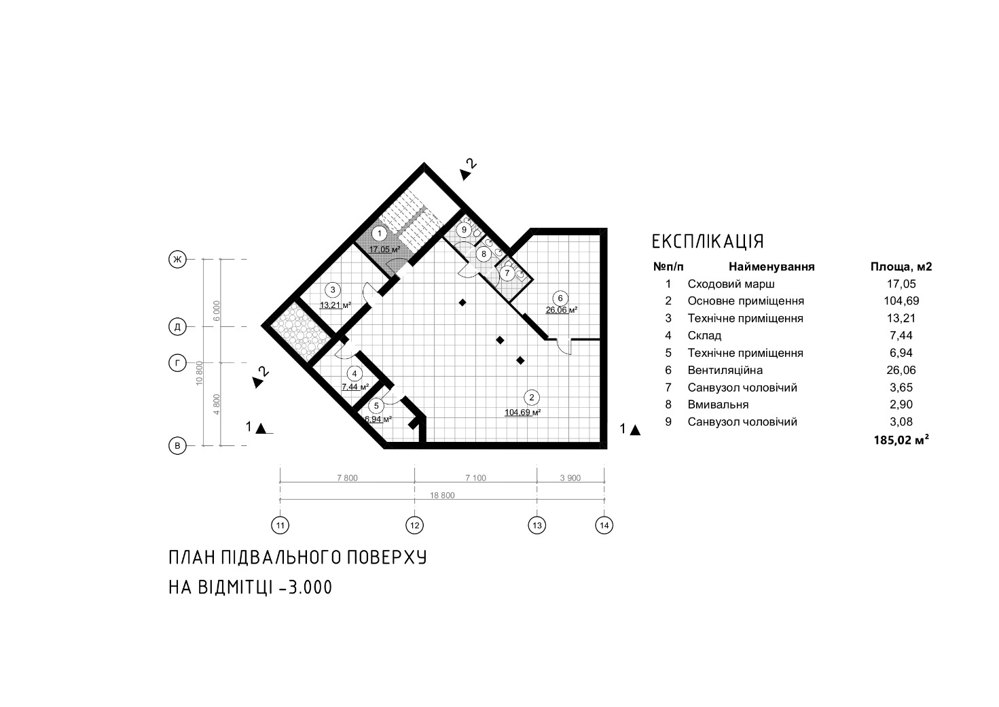 2
9
1
17,05 м²
8
7
Ж
3
13,21 м²
6
26,06 м²
6 000
Д
Г
10 800
2
4
7,44 м²
4 800
5
6,94 м²
2
104,69 м²
1
1
В
7 800
7 100
3 900
18 800
11
12
13
14
ЕКСПЛІКАЦІЯ
№п/п Найменування Площа, м2
1 Сходовий марш 17,05
2 Основне приміщення 104,69
3 Технічне приміщення 13,21
4 Склад 7,44
5 Технічне приміщення 6,94
6 Вентиляційна 26,06
7 Санвузол чоловічий 3,65
8 Вмивальня 2,90
9 Санвузол чоловічий 3,08
185,02 м²
ПЛАН ПІДВАЛЬНОГО ПОВЕРХУ
НА ВІДМІТЦІ -3.000